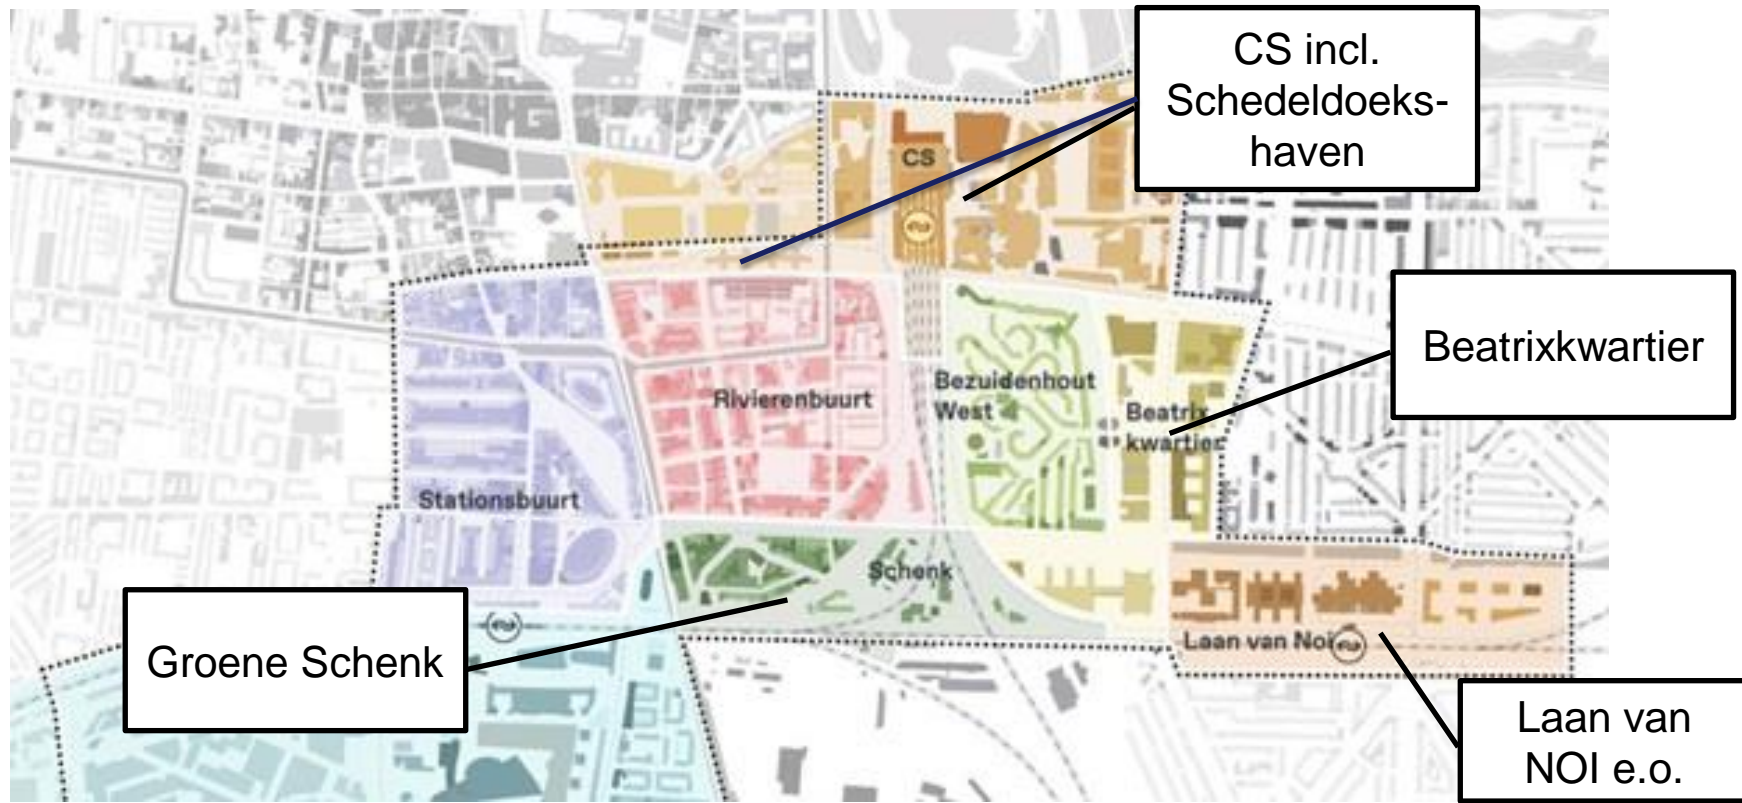 CS incl.
Schedeldoeks-
haven
CS
Beatrixkwartier
Bezuidenhout
West
Rivierenbuurt
Beatrix
kwartier
Stationsbuurt
Schenk
Groene Schenk
Laan van Noi
Laan van
NOI e.o.